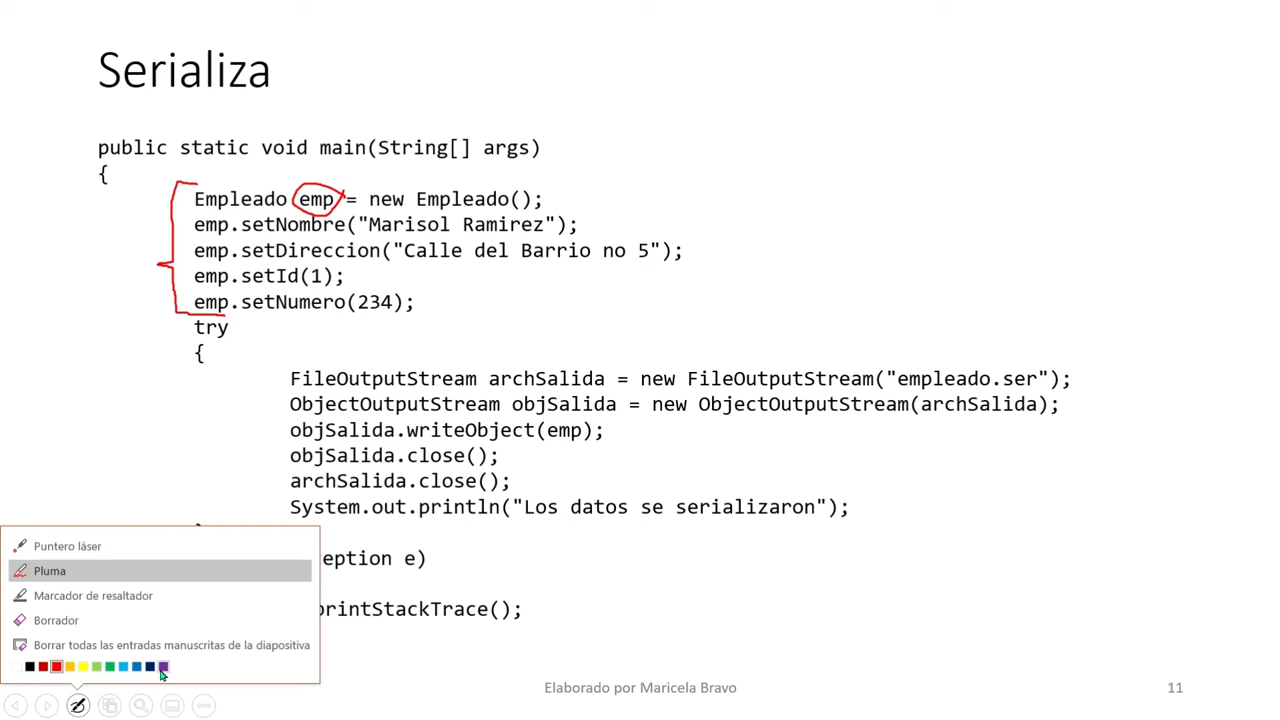 Serializa
public static void main(String[] args)
{
Empleado emp = new Empleado();
emp.setNombre("Marisol Ramirez");
emp.setDireccion("Calle del Barrio no 5");
emp.setId(1);
emp.setNumero(234);
try
{
FileOutputStream archSalida = new FileOutputStream("empleado.ser");
ObjectOutputStream objSalida = new ObjectOutputStream(archSalida);
objSalida.writeObject(emp);
objSalida.close();
archSalida.close();
System.out.println("Los datos se serializaron");
eption e)
printStackTrace();
Puntero láser
Pluma
Marcador de resaltador
Borrador
Borrar todas las entradas manuscritas de la diapositiva
Elaborado por Maricela Bravo
11